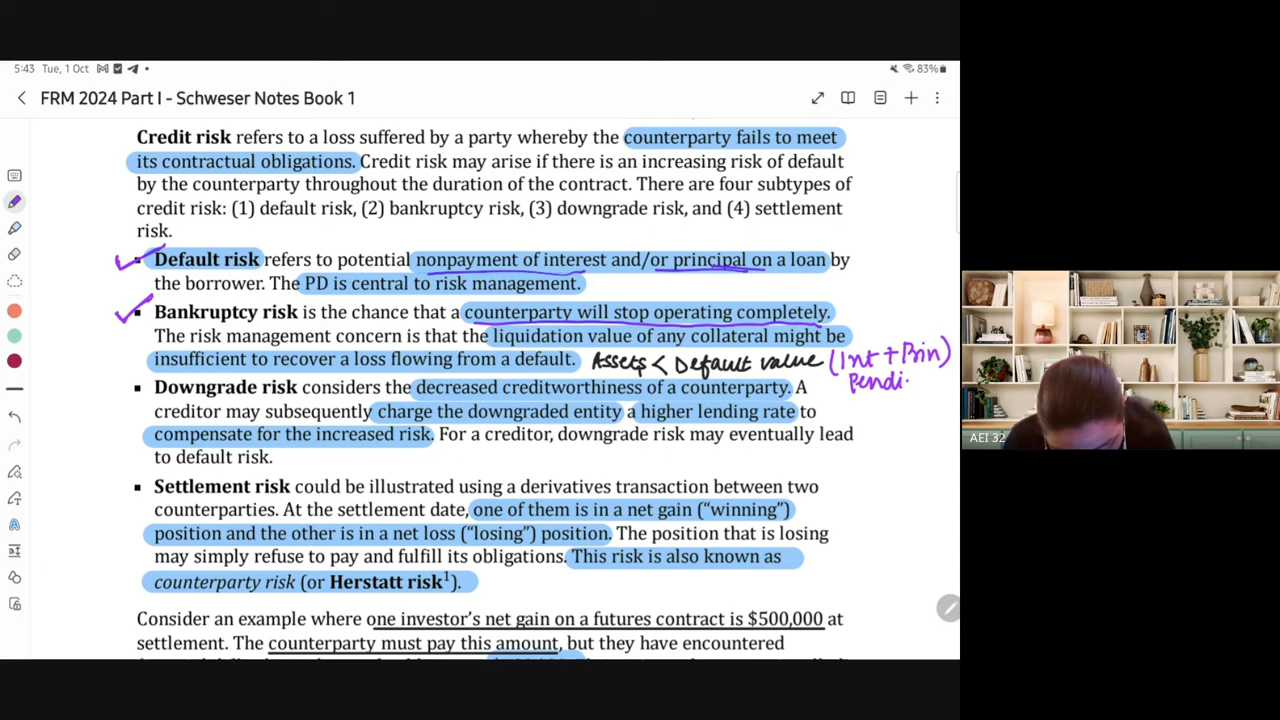 5:43 Tue, 1 Oct
83%
FRM 2024 Part I - Schweser Notes Book 1
Credit risk refers to a loss suffered by a party whereby the counterparty fails to meet
its contractual obligations. Credit risk may arise if there is an increasing risk of default
by the counterparty throughout the duration of the contract. There are four subtypes of
credit risk: (1) default risk, (2) bankruptcy risk, (3) downgrade risk, and (4) settlement
risk.
Default risk refers to potential nonpayment of interest and/or principal on a loan by
the borrower. The PD is central to risk management.
▪ Bankruptcy risk is the chance that a counterparty will stop operating completely.
The risk management concern is that the liquidation value of any collateral might be
insufficient to recover a loss flowing from a default. Assets < Default value (Int + Prin)
Pendi
▪ Downgrade risk considers the decreased creditworthiness of a counterparty. A
creditor may subsequently charge the downgraded entity a higher lending rate to
compensate for the increased risk. For a creditor, downgrade risk may eventually lead
to default risk.
▪ Settlement risk could be illustrated using a derivatives transaction between two
counterparties. At the settlement date, one of them is in a net gain (“winning”)
position and the other is in a net loss (“losing”) position. The position that is losing
may simply refuse to pay and fulfill its obligations. This risk is also known as
counterparty risk (or Herstatt risk1).
Consider an example where one investor’s net gain on a futures contract is $500,000 at
settlement. The counterparty must pay this amount, but they have encountered
AEI 32